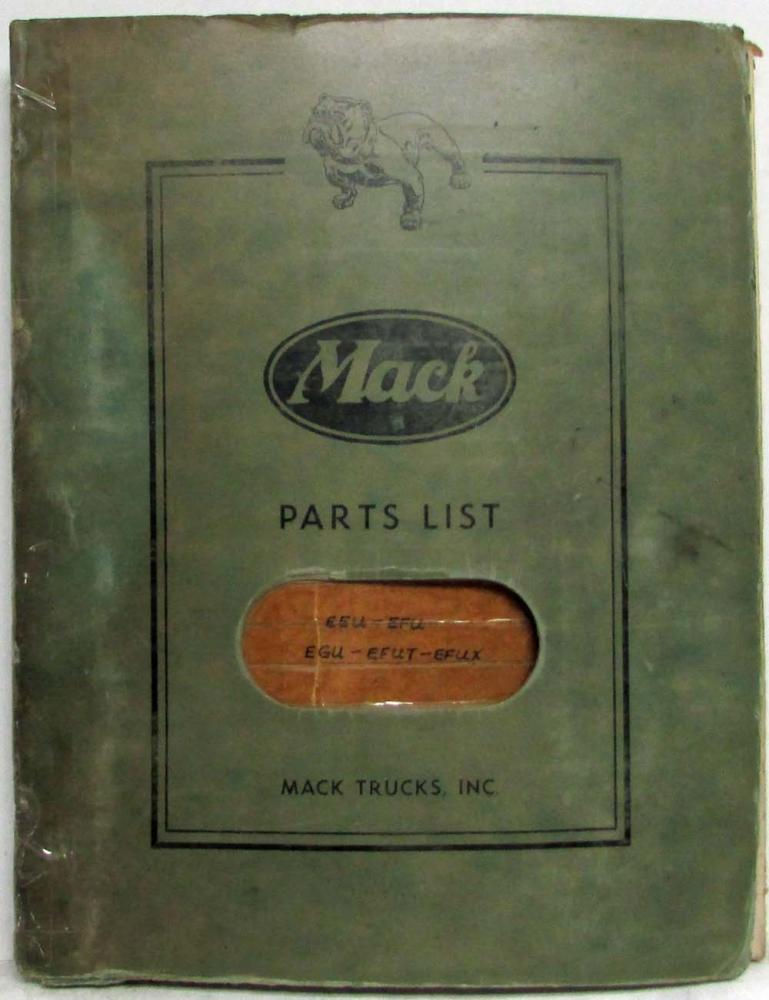 Mack
PARTS LIST
EEU - EFU
EGU - EFUT - EFUX
MACK TRUCKS, INC.